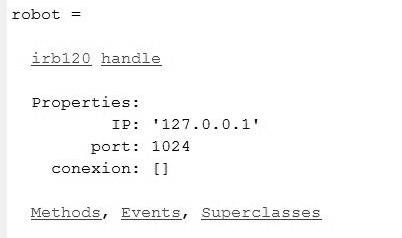 robot =
irb120 handle
Properties:
IP: '127.0.0.1'
port: 1024
conexion: []
Methods, Events, Superclasses